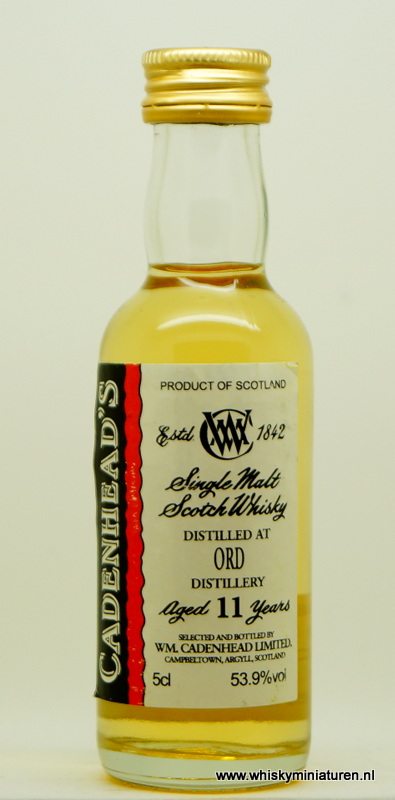 CADENHEAD'S
PRODUCT OF SCOTLAND
Estd WC 1842
Single Malt
Scotch Whisky
DISTILLED AT
ORD
DISTILLERY
Aged 11 Years
SELECTED AND BOTTLED BY
WM. CADENHEAD LIMITED.
CAMPBELTOWN, ARGYLL, SCOTLAND
5cl 53.9%vol
www.whiskyminiaturen.nl